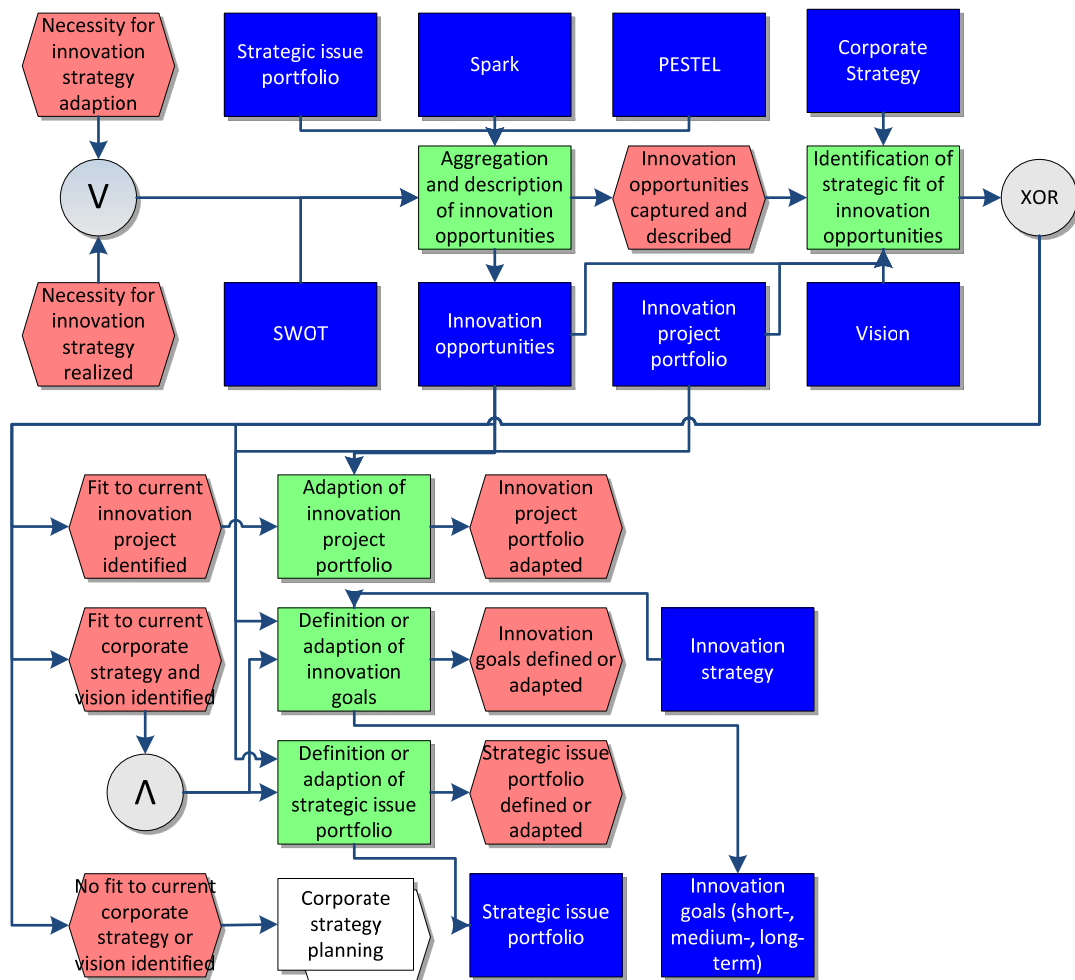 Necessity for
innovation
strategy
adaption
Strategic issue
portfolio
Spark
PESTEL
Corporate
Strategy
V
Aggregation
and description
of innovation
opportunities
Innovation
opportunities
captured and
described
Identification of
strategic fit of
innovation
opportunities
XOR
Necessity for
innovation
strategy
realized
SWOT
Innovation
opportunities
Innovation
project
portfolio
Vision
Fit to current
innovation
project
identified
Adaption of
innovation
project
portfolio
Innovation
project
portfolio
adapted
Fit to current
corporate
strategy and
vision identified
Definition or
adaption of
innovation
goals
Innovation
goals defined or
adapted
Innovation
strategy
Λ
Definition or
adaption of
strategic issue
portfolio
Strategic issue
portfolio
defined or
adapted
No fit to current
corporate
strategy or
vision identified
Corporate
strategy
planning
Strategic issue
portfolio
Innovation
goals (short-,
medium-, long-
term)